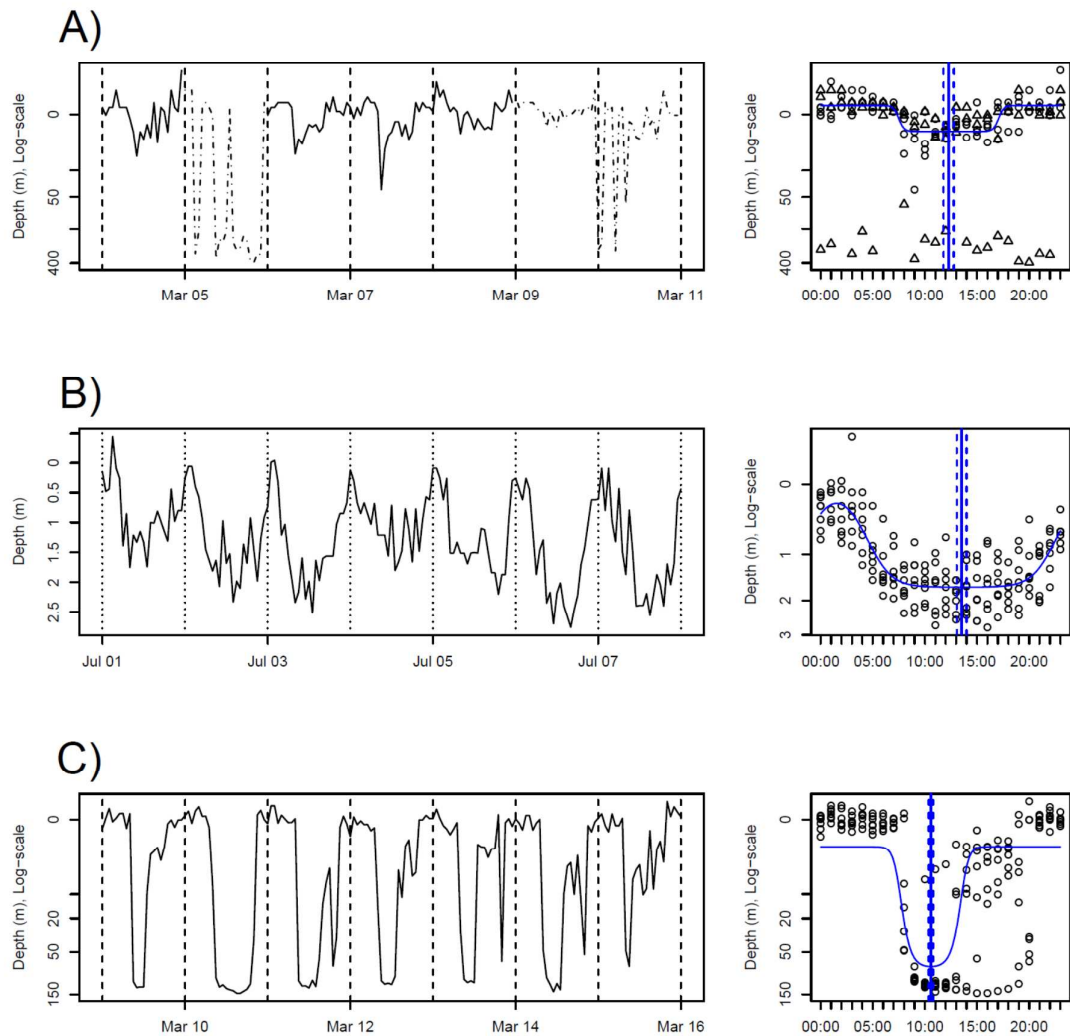 A)
Depth (m), Log-scale
0
50
400
Mar 05 Mar 07 Mar 09 Mar 11
Depth (m), Log-scale
0
50
400
00:00 05:00 10:00 15:00 20:00
B)
Depth (m)
0
0.5
1
1.5
2
2.5
Jul 01 Jul 03 Jul 05 Jul 07
Depth (m), Log-scale
0
1
2
3
00:00 05:00 10:00 15:00 20:00
C)
Depth (m), Log-scale
0
20
50
150
Mar 10 Mar 12 Mar 14 Mar 16
Depth (m), Log-scale
0
20
50
150
00:00 05:00 10:00 15:00 20:00